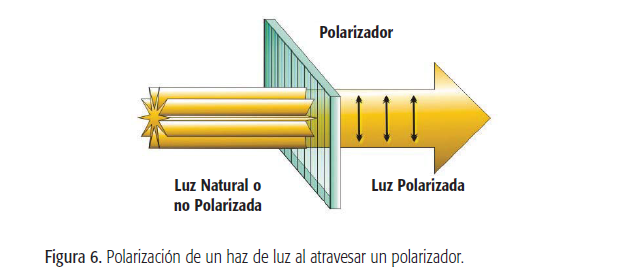 Polarizador
Luz Natural o
no Polarizada
Luz Polarizada
Figura 6. Polarización de un haz de luz al atravesar un polarizador.